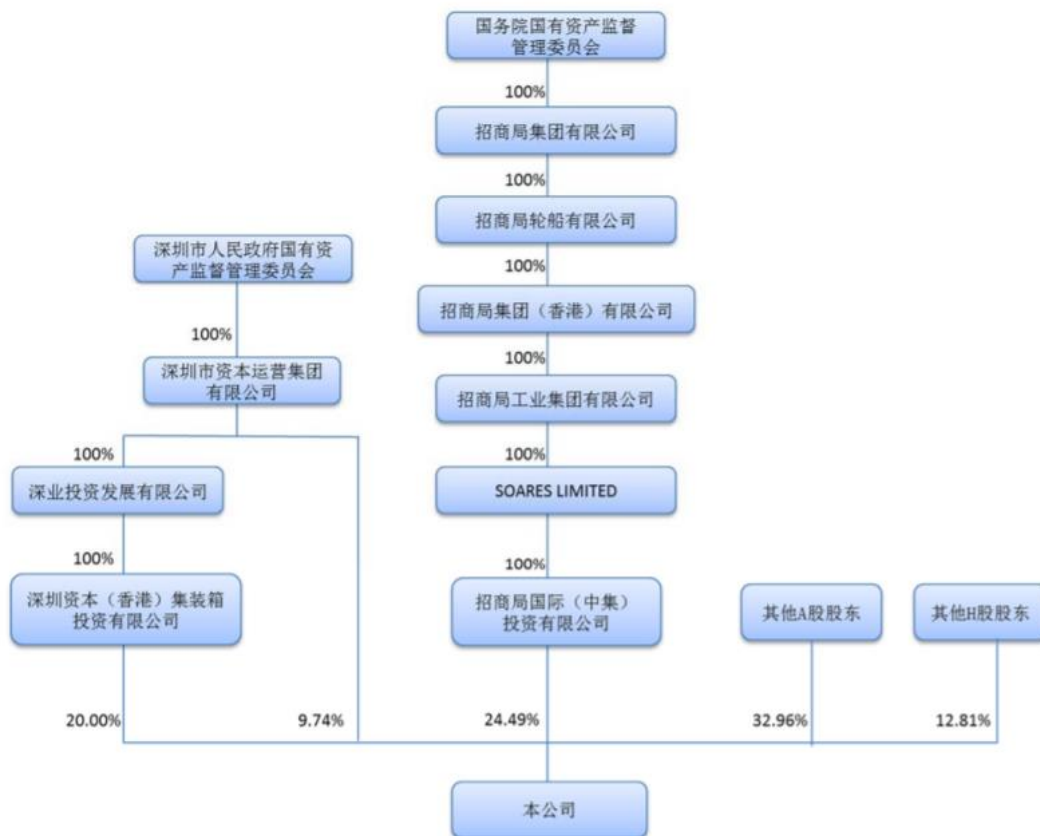 国务院国有资产监督
管理委员会
100%
招商局集团有限公司
100%
招商局轮船有限公司
深圳市人民政府国有资
产监督管理委员会
100%
招商局集团（香港）有限公司
100%
100%
深圳市资本运营集团
有限公司
招商局工业集团有限公司
100%
100%
深业投资发展有限公司
SOARES LIMITED
100%
100%
深圳资本（香港）集装箱
投资有限公司
招商局国际（中集）
投资有限公司
其他A股股东
其他H股股东
20.00%
9.74%
24.49%
32.96%
12.81%
本公司